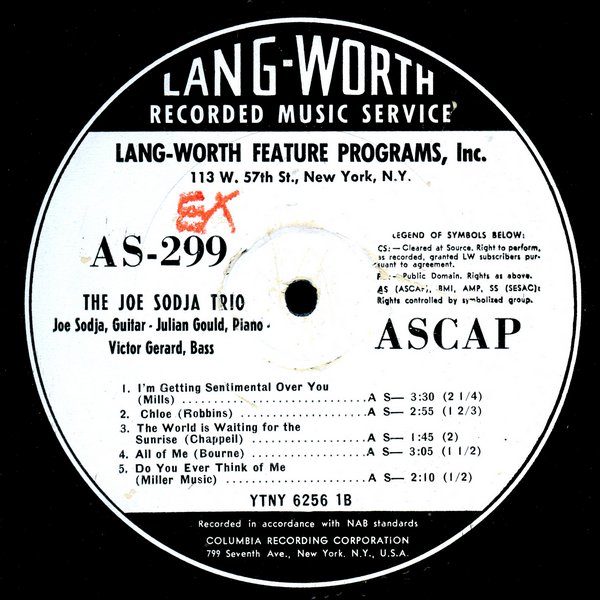 LANG-WORTH
RECORDED MUSIC SERVICE
LANG-WORTH FEATURE PROGRAMS, Inc.
113 W. 57th St., New York, N.Y.
EX
AS-299
LEGEND OF SYMBOLS BELOW:
CS:— Cleared at Source. Right to perform,
as recorded, granted LW subscribers pur-
suant to agreement.
Public Domain. Rights as above.
AS (ASCAP), BMI, AMP, SS (SESAC):
Rights controlled by symbolized group.
THE JOE SODJA TRIO
Joe Sodja, Guitar - Julian Gould, Piano -
Victor Gerard, Bass
ASCAP
1. I'm Getting Sentimental Over You
(Mills) ........................ A S— 3:30 (2 1/4)
2. Chloe (Robbins) ........................ A S— 2:55 (1 2/3)
3. The World is Waiting for the
Sunrise (Chappell) ........................ A S— 1:45 (2)
4. All of Me (Bourne) ........................ A S— 3:05 (1 1/2)
5. Do You Ever Think of Me
(Miller Music) ........................ A S— 2:10 (1/2)
YTNY 6256 1B
Recorded in accordance with NAB standards
COLUMBIA RECORDING CORPORATION
799 Seventh Ave., New York, N.Y., U.S.A.